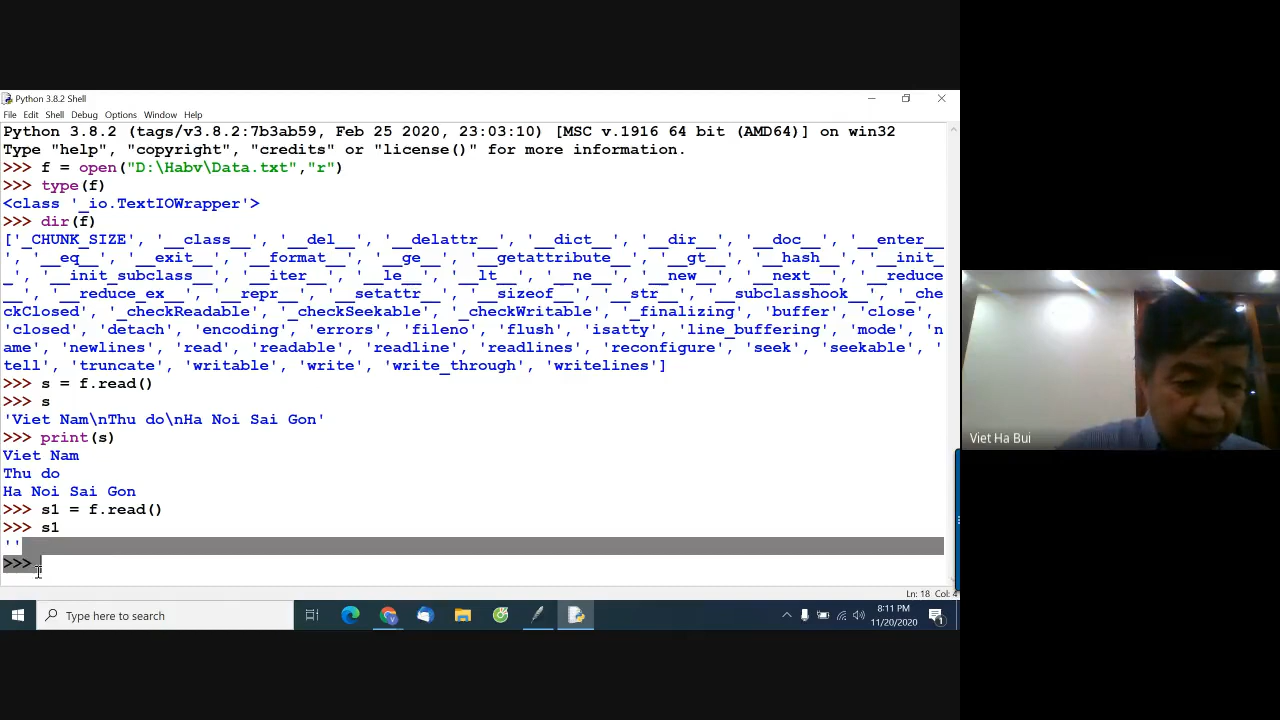 Python 3.8.2 Shell
File Edit Shell Debug Options Window Help
Python 3.8.2 (tags/v3.8.2:7b3ab59, Feb 25 2020, 23:03:10) [MSC v.1916 64 bit (AMD64)] on win32
Type "help", "copyright", "credits" or "license()" for more information.
>>> f = open("D:\Habv\Data.txt","r")
>>> type(f)
<class '_io.TextIOWrapper'>
>>> dir(f)
['_CHUNK_SIZE', '__class__', '__del__', '__delattr__', '__dict__', '__dir__', '__doc__', '__enter__
', '__eq__', '__exit__', '__format__', '__ge__', '__getattribute__', '__gt__', '__hash__', '__init_
_', '__init_subclass__', '__iter__', '__le__', '__lt__', '__ne__', '__new__', '__next__', '__reduce
__', '__reduce_ex__', '__repr__', '__setattr__', '__sizeof__', '__str__', '__subclasshook__', '_che
ckClosed', '_checkReadable', '_checkSeekable', '_checkWritable', '_finalizing', 'buffer', 'close',
'closed', 'detach', 'encoding', 'errors', 'fileno', 'flush', 'isatty', 'line_buffering', 'mode', 'n
ame', 'newlines', 'read', 'readable', 'readline', 'readlines', 'reconfigure', 'seek', 'seekable', '
tell', 'truncate', 'writable', 'write', 'write_through', 'writelines']
>>> s = f.read()
>>> s
'Viet Nam\nThu do\nHa Noi Sai Gon'
>>> print(s)
Viet Nam
Thu do
Ha Noi Sai Gon
>>> s1 = f.read()
>>> s1
''
>>>
Ln: 18 Col: 4
Type here to search
8:11 PM
11/20/2020
1
Viet Ha Bui